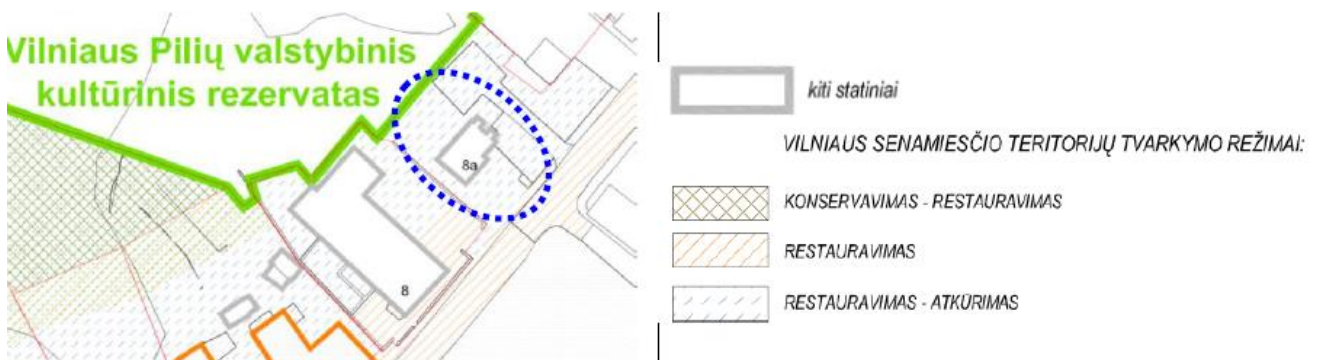 Vilniaus Pilių valstybinis
kultūrinis rezervatas
8a
8
kiti statiniai
VILNIAUS SENAMIESČIO TERITORIJŲ TVARKYMO REŽIMAI:
KONSERVAVIMAS - RESTAURAVIMAS
RESTAURAVIMAS
RESTAURAVIMAS - ATKŪRIMAS